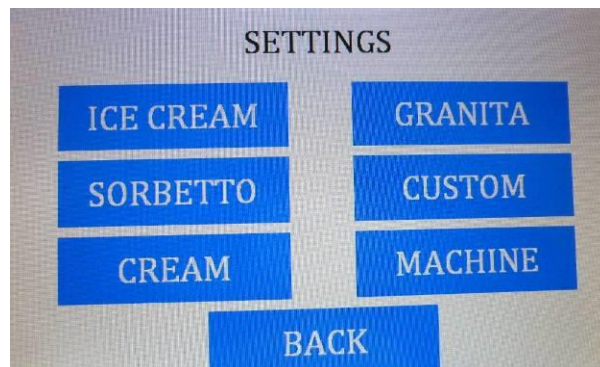 SETTINGS
ICE CREAM
GRANITA
SORBETTO
CUSTOM
CREAM
MACHINE
BACK